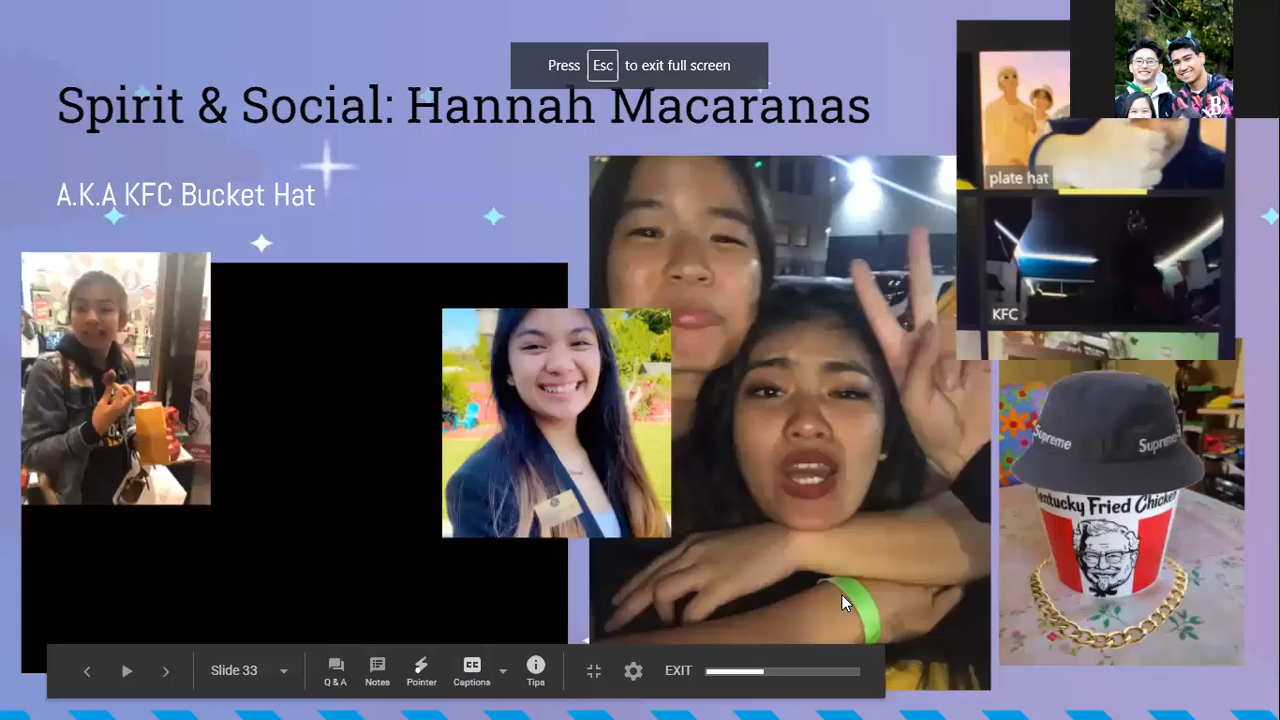 Press Esc to exit full screen
Spirit & Social: Hannah Macaranas
A.K.A KFC Bucket Hat
plate hat
KFC
Supreme
Supreme
Kentucky Fried Chicken
B
Slide 33
Q & A
Notes
Pointer
CC
Captions
Tips
EXIT